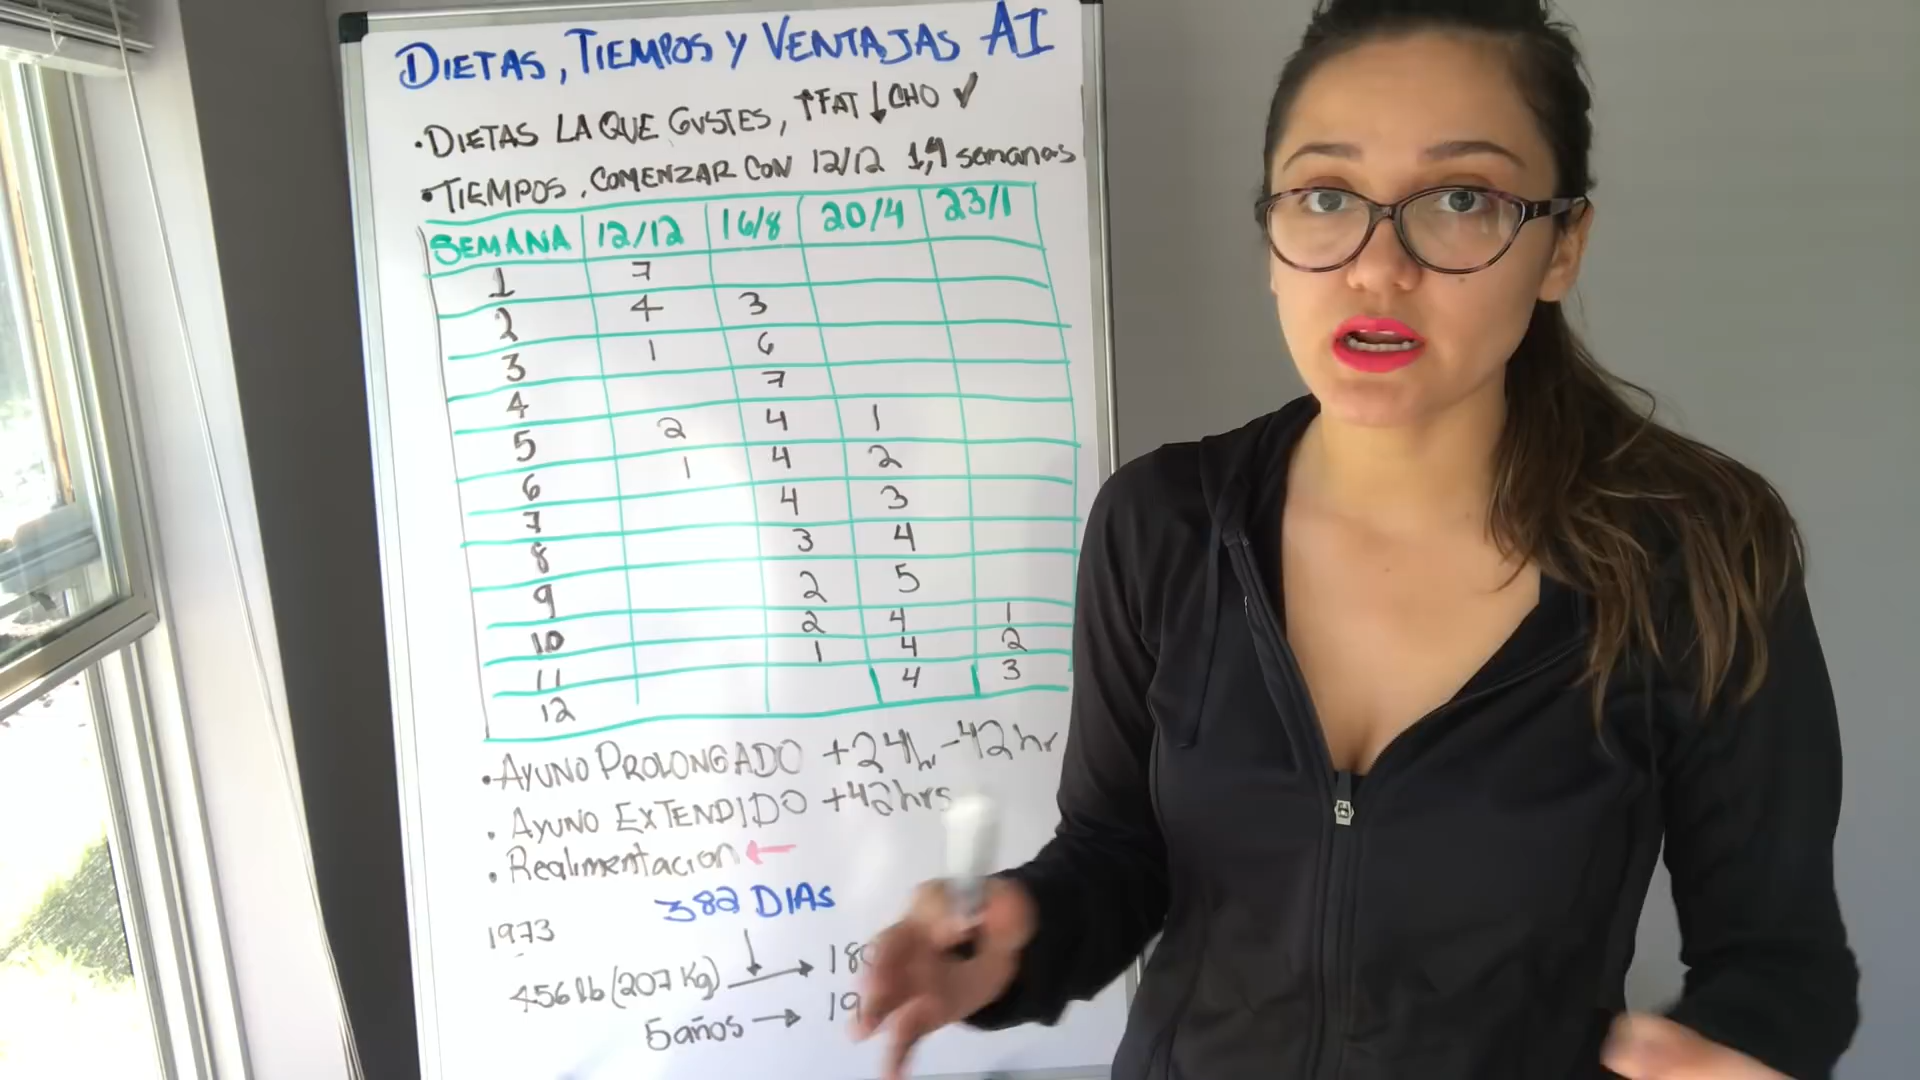 DIETAS, TIEMPOS Y VENTAJAS AI
• DIETAS LA QUE GUSTES, ↑FAT ↓CHO ✓
• TIEMPOS. COMENZAR CON 12/12 1,4 semanas
SEMANA 12/12 16/8 20/4 23/1
1 7
2 4 3
3 1 6
4 7
5 2 4 1
6 1 4 2
7 4 3
8 3 4
9 2 5
10 2 4 1
11 1 4 2
12 4 3
• AYUNO PROLONGADO +24hr-42hr
• AYUNO EXTENDIDO +42hrs
• Realimentacion ←
382 DIAS
1973
456 lb (207 Kg) → 18
5 años → 19